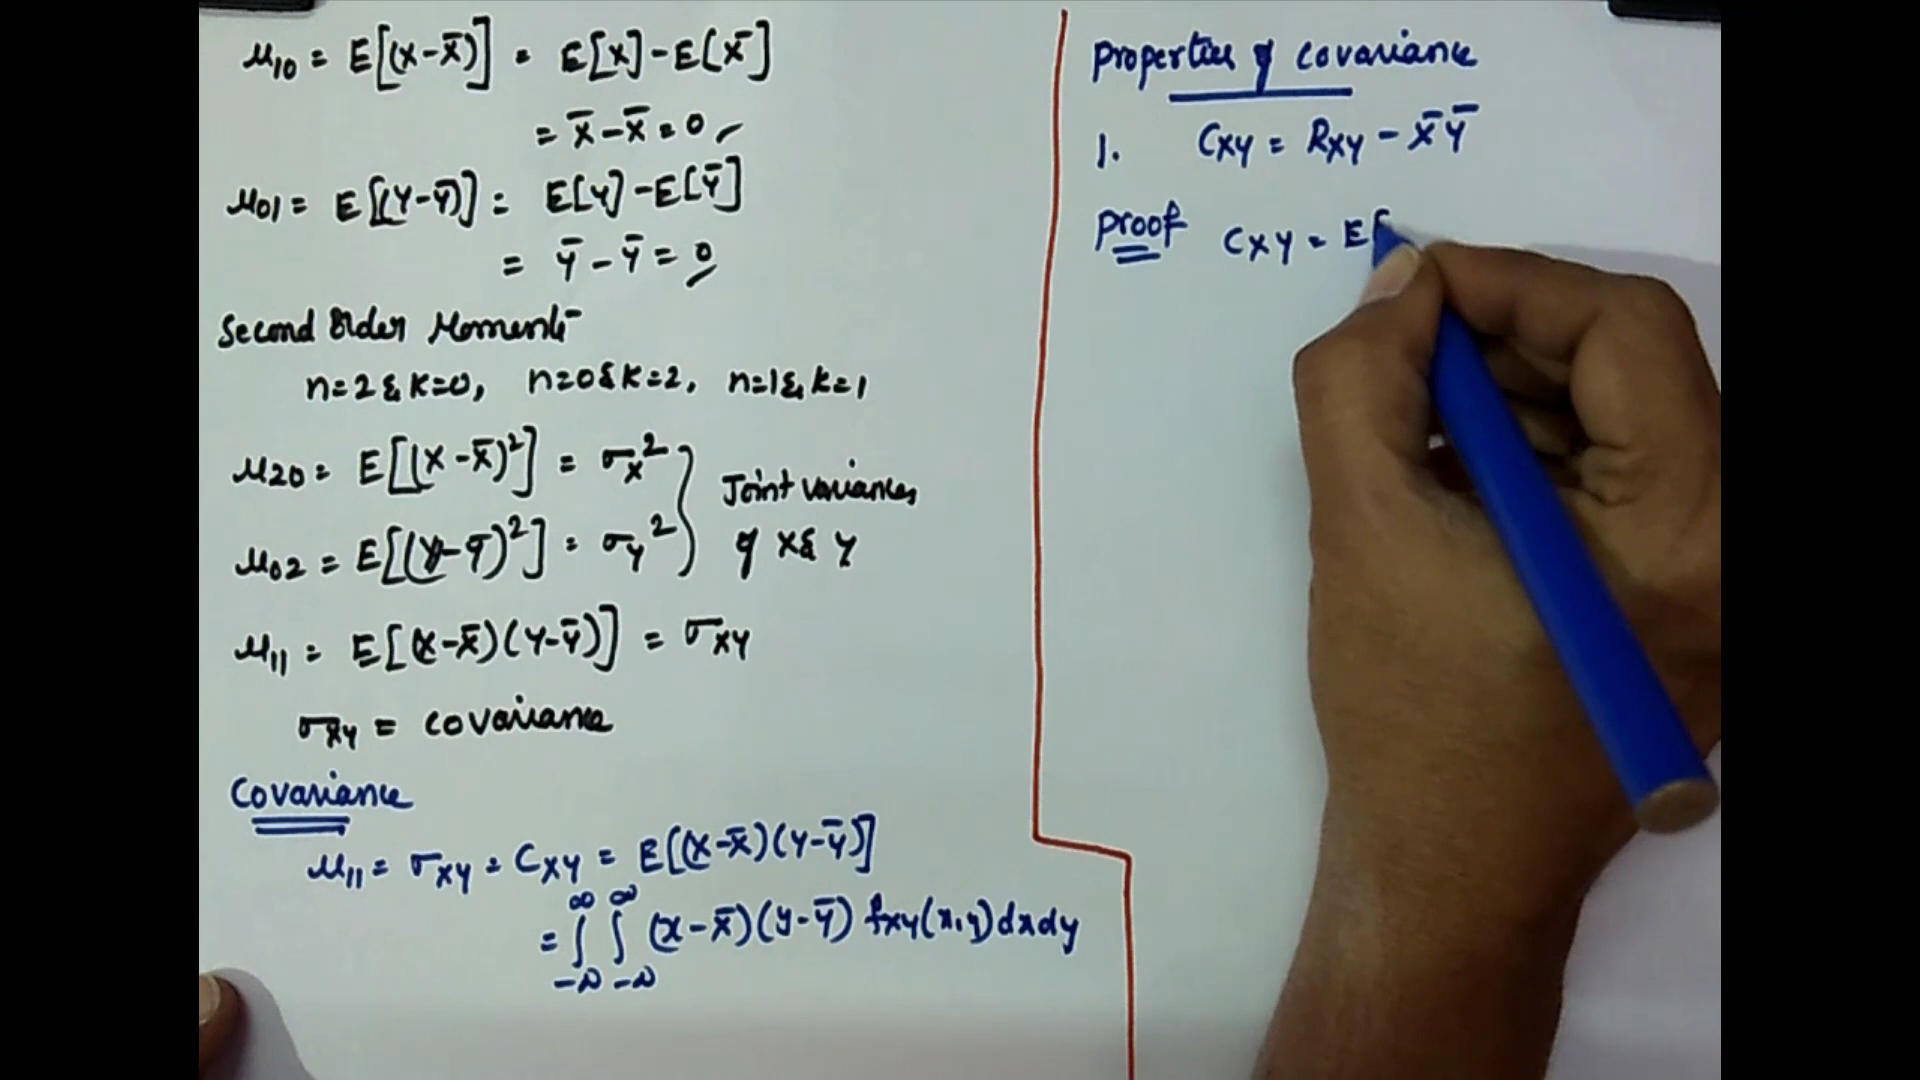 μ10 = E[(X-X̄)] = E[X]-E[X̄]
= X̄-X̄=0
μ01= E[(Y-Ȳ)]= E[Y]-E[Ȳ]
= Ȳ-Ȳ=0
Second Order Moments
n=2&K=0, n=0&K=2, n=1&K=1
μ20= E[(X-X̄)²] = σX²
μ02 = E[(Y-Ȳ)²] = σY²
Joint variances
of X& Y
μ11 = E[(X-X̄)(Y-Ȳ)] = σXY
σXY = covariance
Covariance
μ11= σXY = CXY = E[(X-X̄)(Y-Ȳ)]
= ∫-∞^∞ ∫-∞^∞ (x-X̄)(y-Ȳ) fXY(x,y)dxdy
Properties of covariance
1. CXY = RXY - X̄Ȳ
Proof CXY = E[